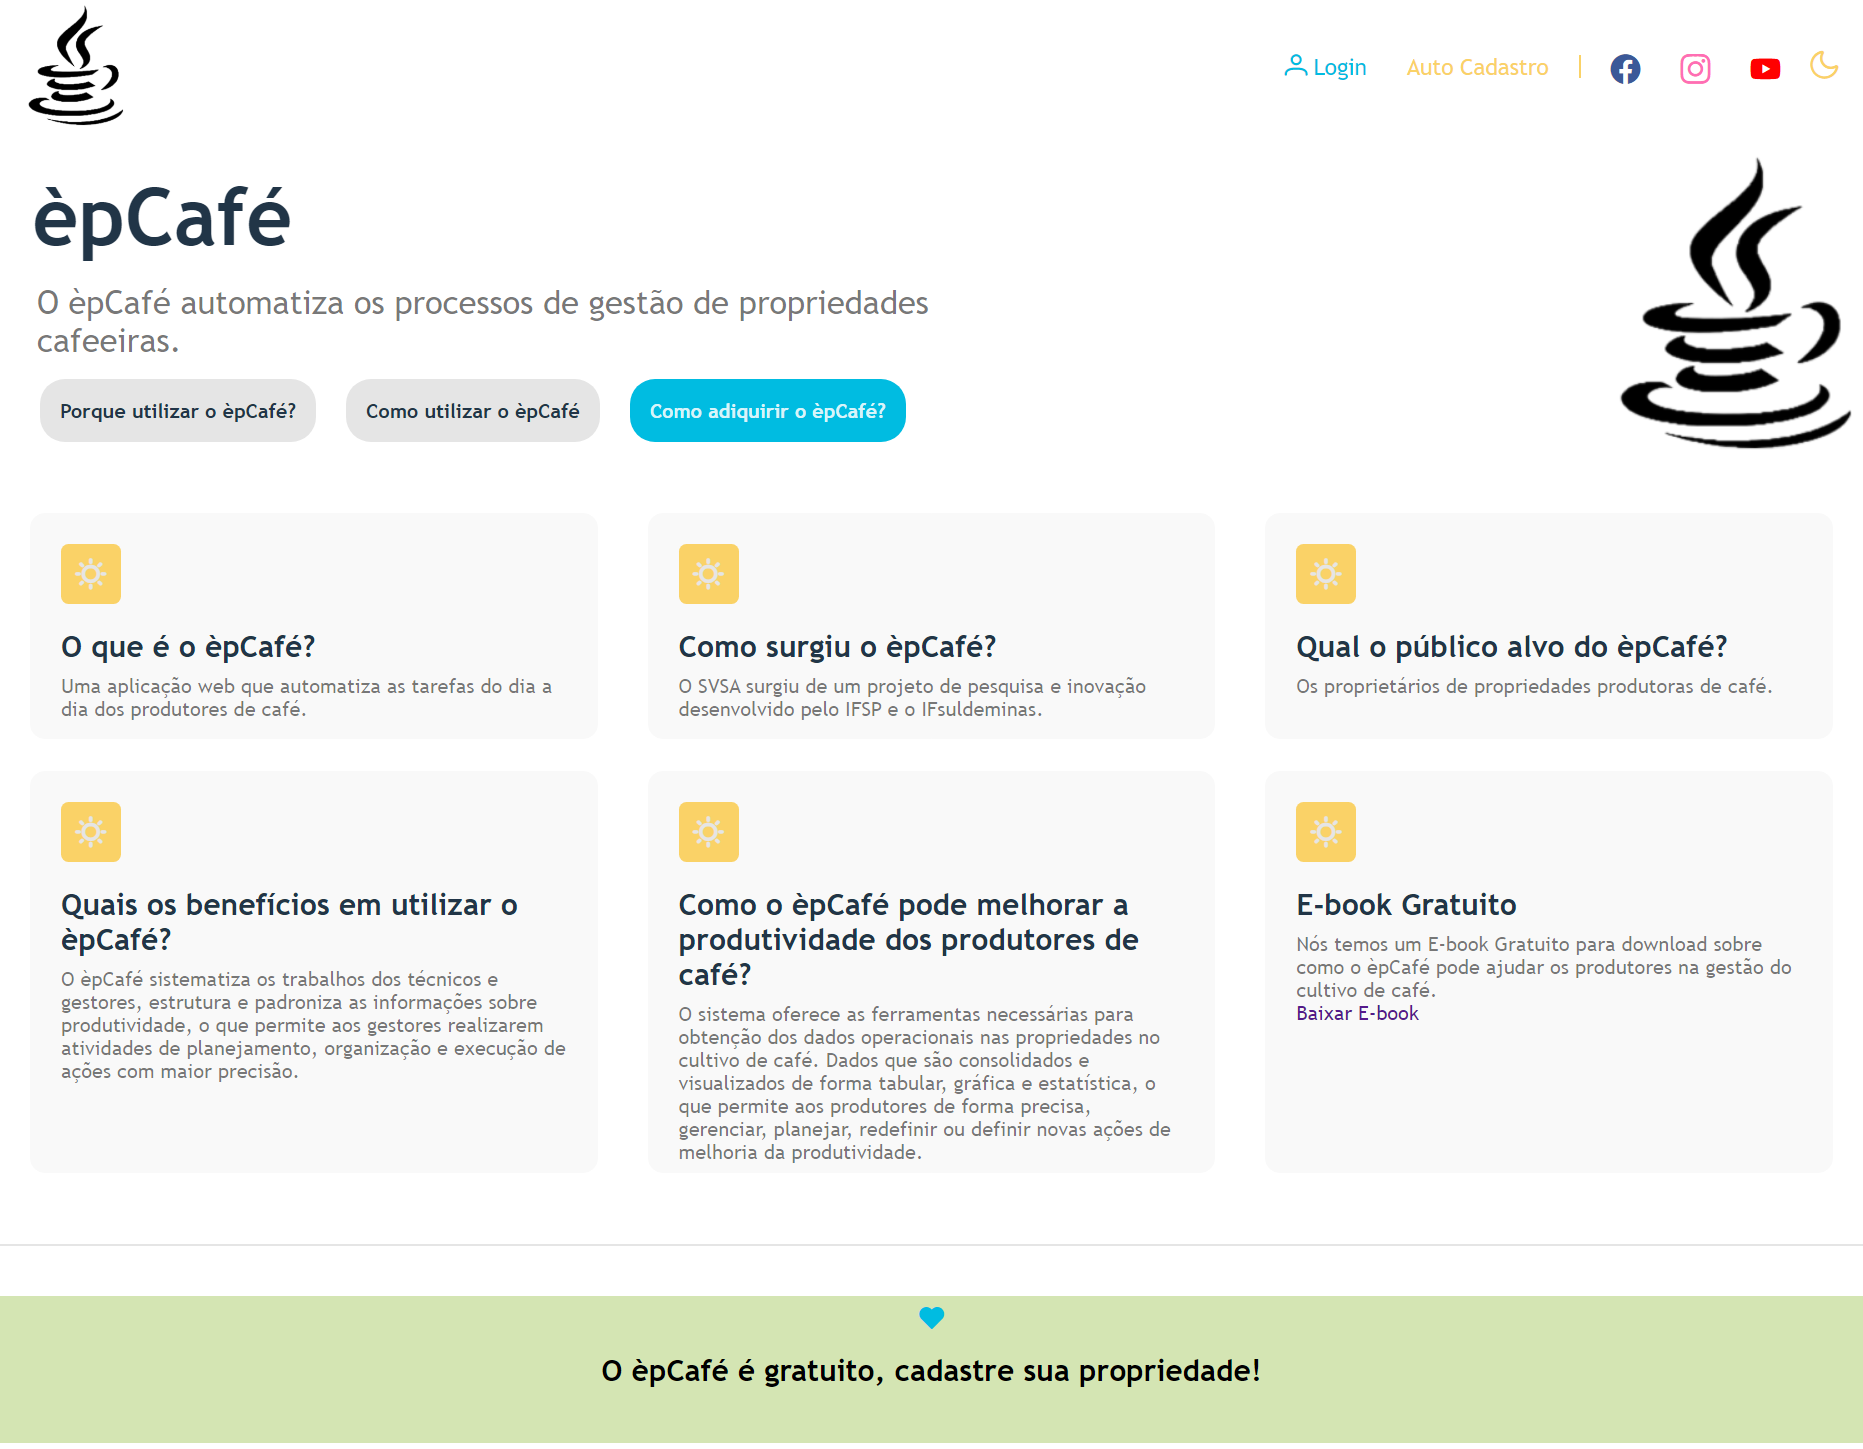 Login
Auto Cadastro
èpCafé
O èpCafé automatiza os processos de gestão de propriedades
cafeeiras.
Porque utilizar o èpCafé?
Como utilizar o èpCafé
Como adiquirir o èpCafé?
O que é o èpCafé?
Uma aplicação web que automatiza as tarefas do dia a
dia dos produtores de café.
Como surgiu o èpCafé?
O SVSA surgiu de um projeto de pesquisa e inovação
desenvolvido pelo IFSP e o IFsuldeminas.
Qual o público alvo do èpCafé?
Os proprietários de propriedades produtoras de café.
Quais os benefícios em utilizar o
èpCafé?
O èpCafé sistematiza os trabalhos dos técnicos e
gestores, estrutura e padroniza as informações sobre
produtividade, o que permite aos gestores realizarem
atividades de planejamento, organização e execução de
ações com maior precisão.
Como o èpCafé pode melhorar a
produtividade dos produtores de
café?
O sistema oferece as ferramentas necessárias para
obtenção dos dados operacionais nas propriedades no
cultivo de café. Dados que são consolidados e
visualizados de forma tabular, gráfica e estatística, o
que permite aos produtores de forma precisa,
gerenciar, planejar, redefinir ou definir novas ações de
melhoria da produtividade.
E-book Gratuito
Nós temos um E-book Gratuito para download sobre
como o èpCafé pode ajudar os produtores na gestão do
cultivo de café.
Baixar E-book
O èpCafé é gratuito, cadastre sua propriedade!